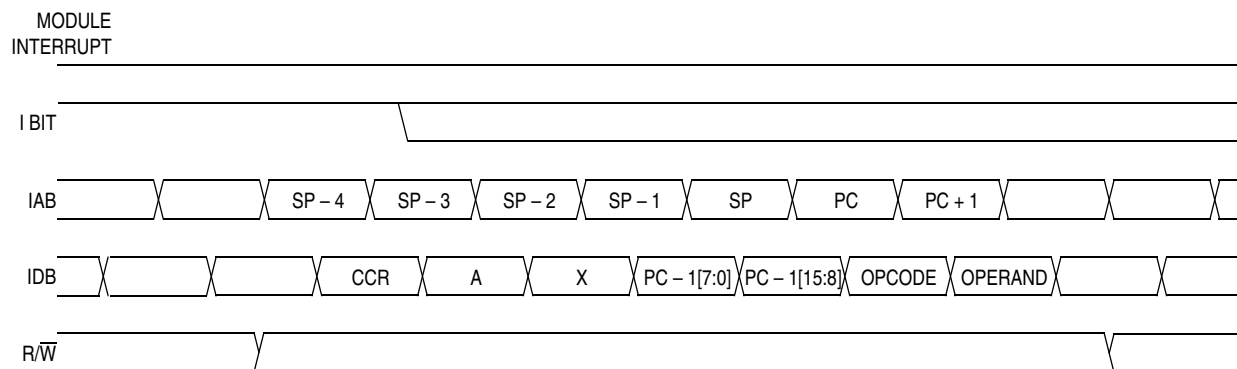 MODULE
INTERRUPT
I BIT
IAB SP – 4 SP – 3 SP – 2 SP – 1 SP PC PC + 1
IDB CCR A X PC – 1[7:0] PC – 1[15:8] OPCODE OPERAND
R/W̅